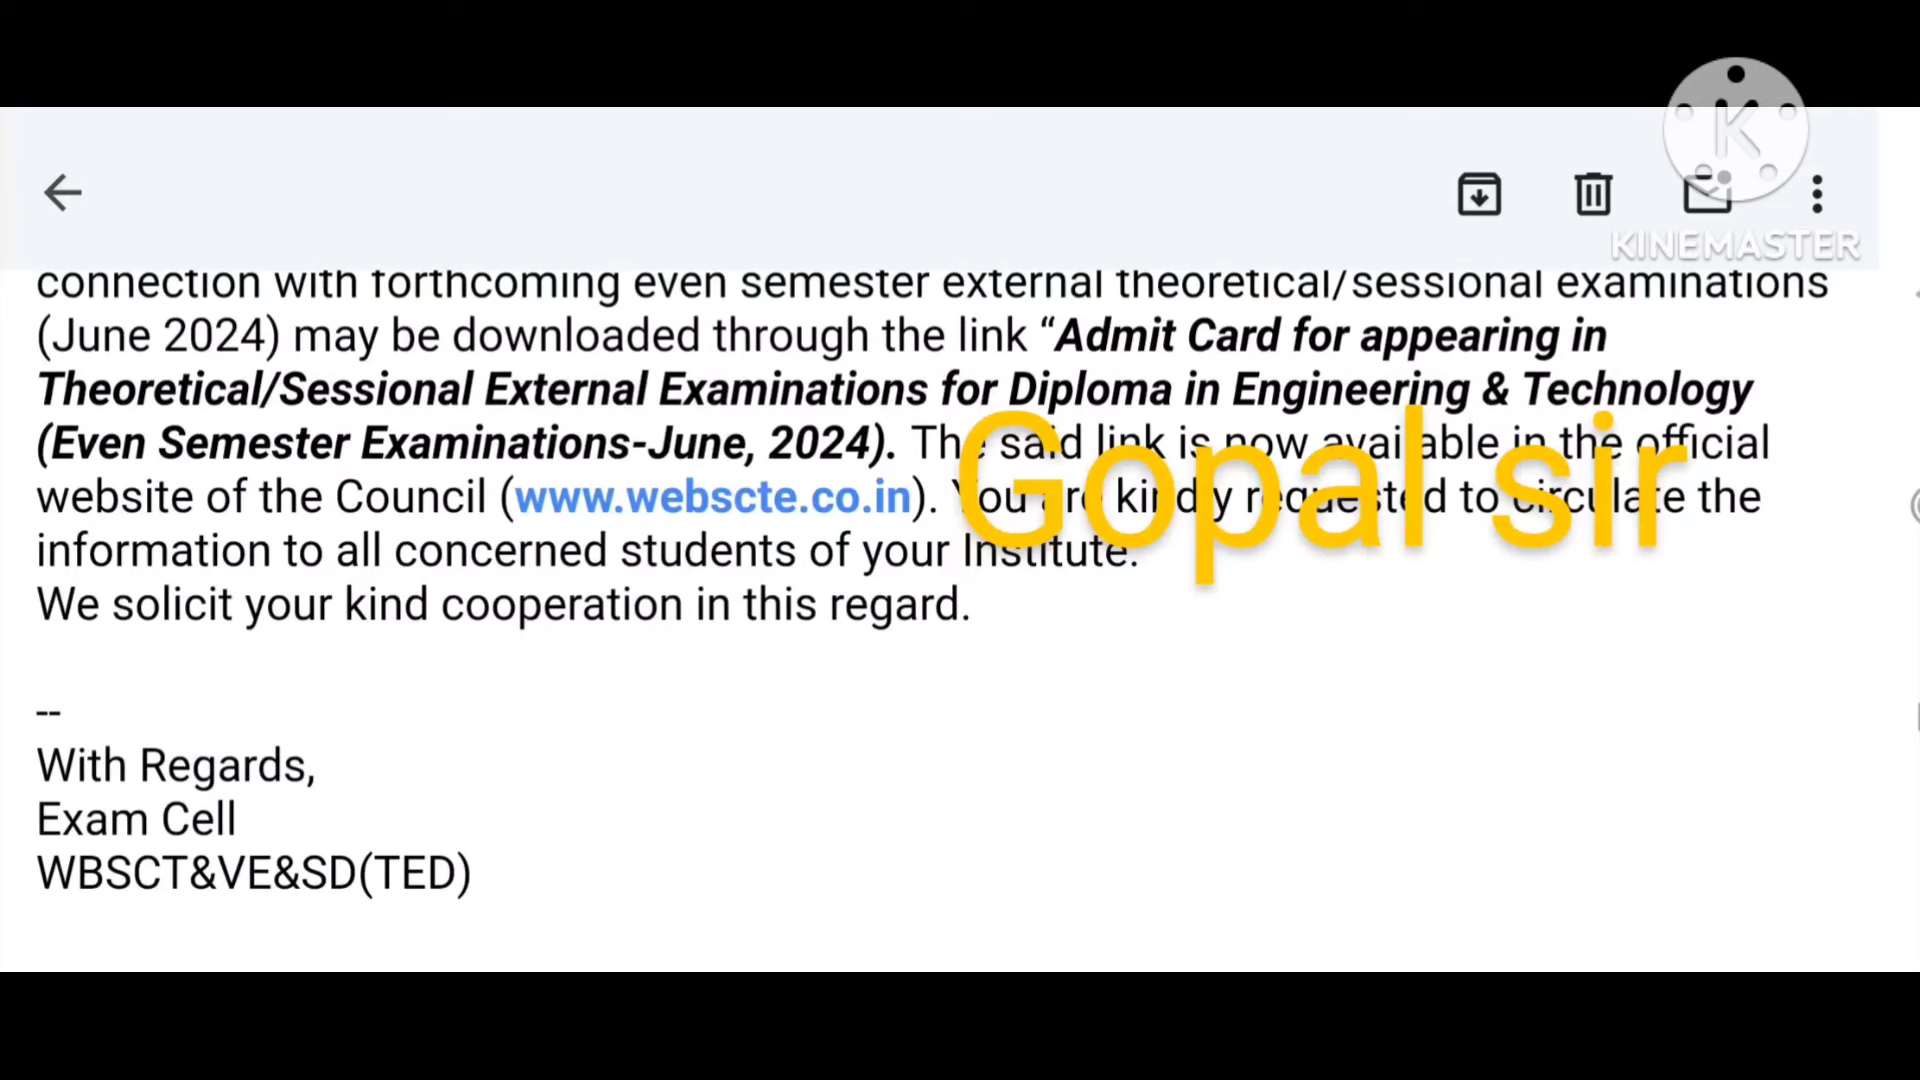 K
KINEMASTER
connection with forthcoming even semester external theoretical/sessional examinations
(June 2024) may be downloaded through the link “Admit Card for appearing in
Theoretical/Sessional External Examinations for Diploma in Engineering & Technology
(Even Semester Examinations-June, 2024). The said link is now available in the official
website of the Council (www.webscte.co.in). You are kindly requested to circulate the
information to all concerned students of your Institute.
We solicit your kind cooperation in this regard.
Gopal sir
--
With Regards,
Exam Cell
WBSCT&VE&SD(TED)